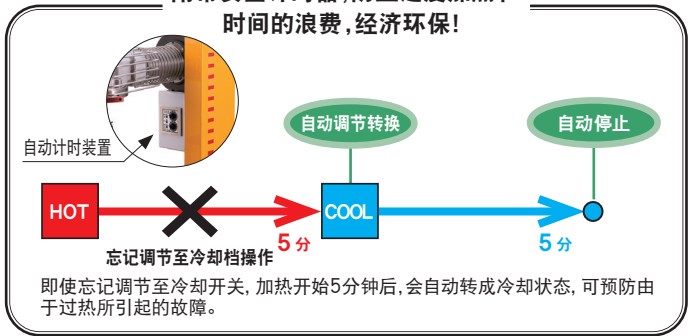 时间的浪费,经济环保!
自动调节转换
自动停止
自动计时装置
HOT
COOL
5分
5分
忘记调节至冷却档操作
即使忘记调节至冷却开关, 加热开始5分钟后, 会自动转成冷却状态, 可预防由
于过热所引起的故障。